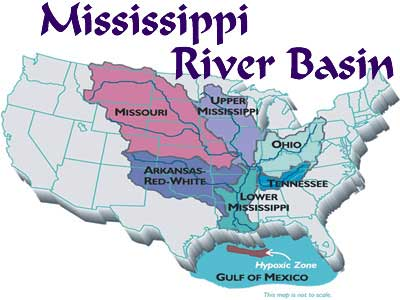 Mississippi
River Basin
MISSOURI
UPPER
MISSISSIPPI
OHIO
ARKANSAS-
RED-WHITE
TENNESSEE
LOWER
MISSISSIPPI
Hypoxic Zone
GULF OF MEXICO
This map is not to scale.